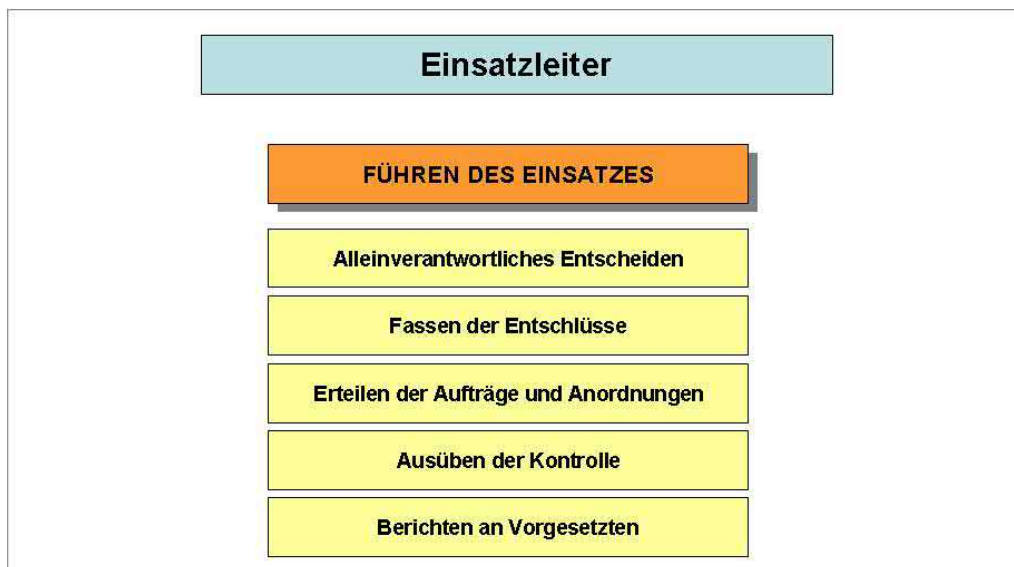 Einsatzleiter
FÜHREN DES EINSATZES
Alleinverantwortliches Entscheiden
Fassen der Entschlüsse
Erteilen der Aufträge und Anordnungen
Ausüben der Kontrolle
Berichten an Vorgesetzten